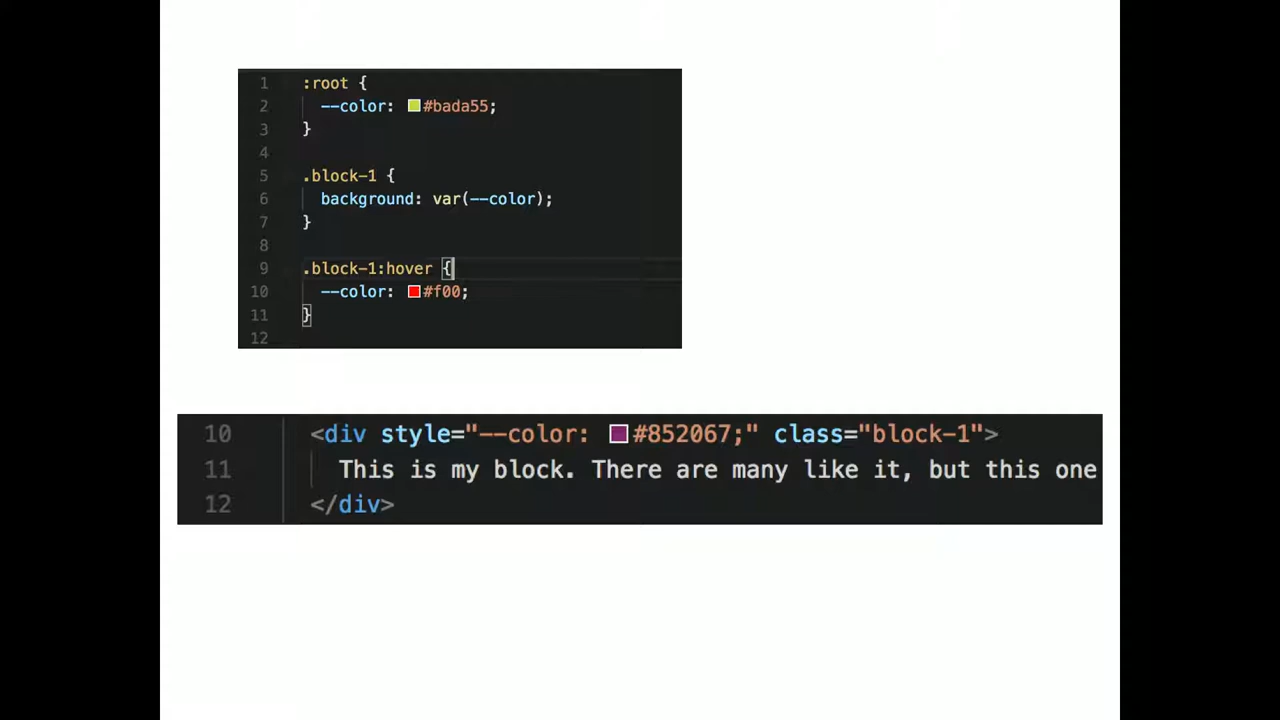 1 :root {
2 --color: #bada55;
3 }
4
5 .block-1 {
6 background: var(--color);
7 }
8
9 .block-1:hover {
10 --color: #f00;
11 }
12
10 <div style="--color: #852067;" class="block-1">
11 This is my block. There are many like it, but this one
12 </div>